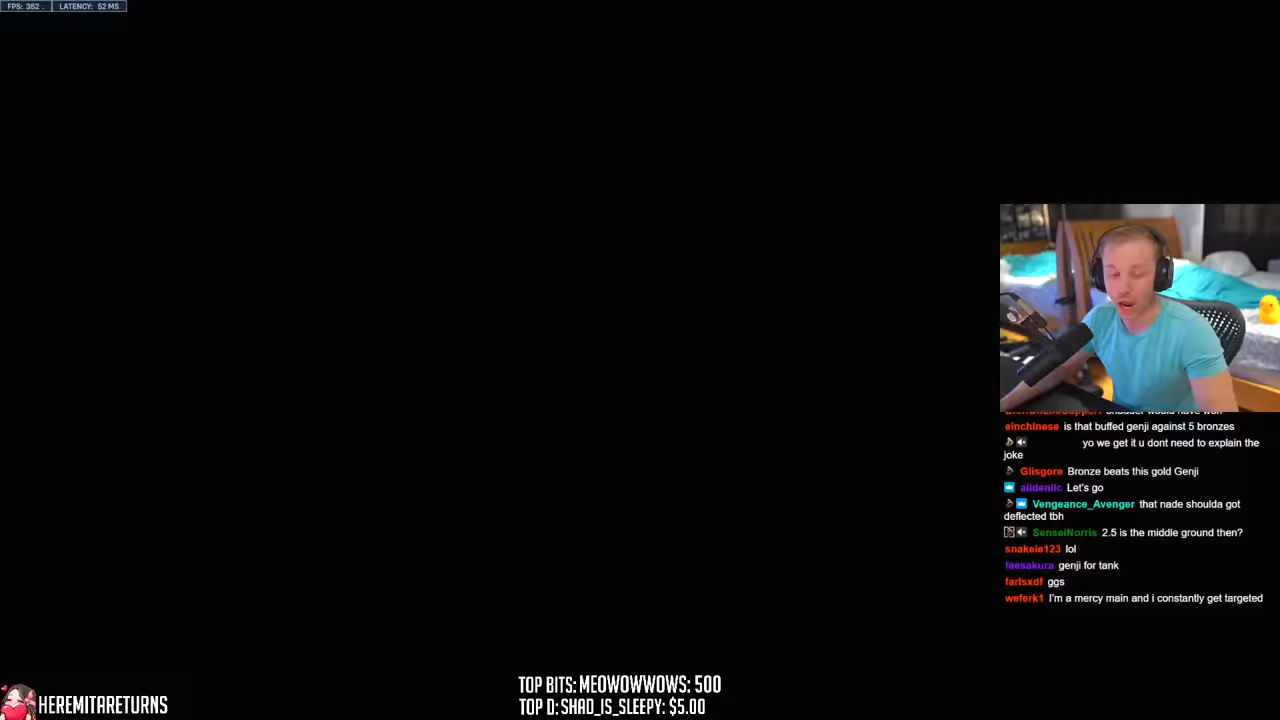 FPS: 352 .
LATENCY: 52 MS
einchinese is that buffed genji against 5 bronzes
yo we get it u dont need to explain the
joke
Glisgore Bronze beats this gold Genji
Let's go
Vengeance_Avenger that nade shoulda got
deflected tbh
SenseiNorris 2.5 is the middle ground then?
snakeie123 lol
faesakura genji for tank
farlsxdf ggs
weferk1 I'm a mercy main and i constantly get targeted
TOP BITS: MEOWOWWOWS: 500
TOP D: SHAD_IS_SLEEPY: $5.00
HEREMITARETURNS